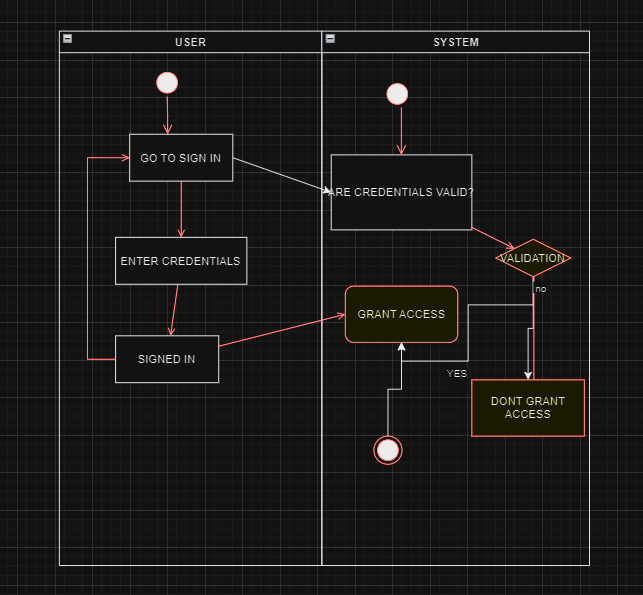 USER
SYSTEM
GO TO SIGN IN
ARE CREDENTIALS VALID?
ENTER CREDENTIALS
VALIDATION
no
GRANT ACCESS
SIGNED IN
YES
DONT GRANT
ACCESS